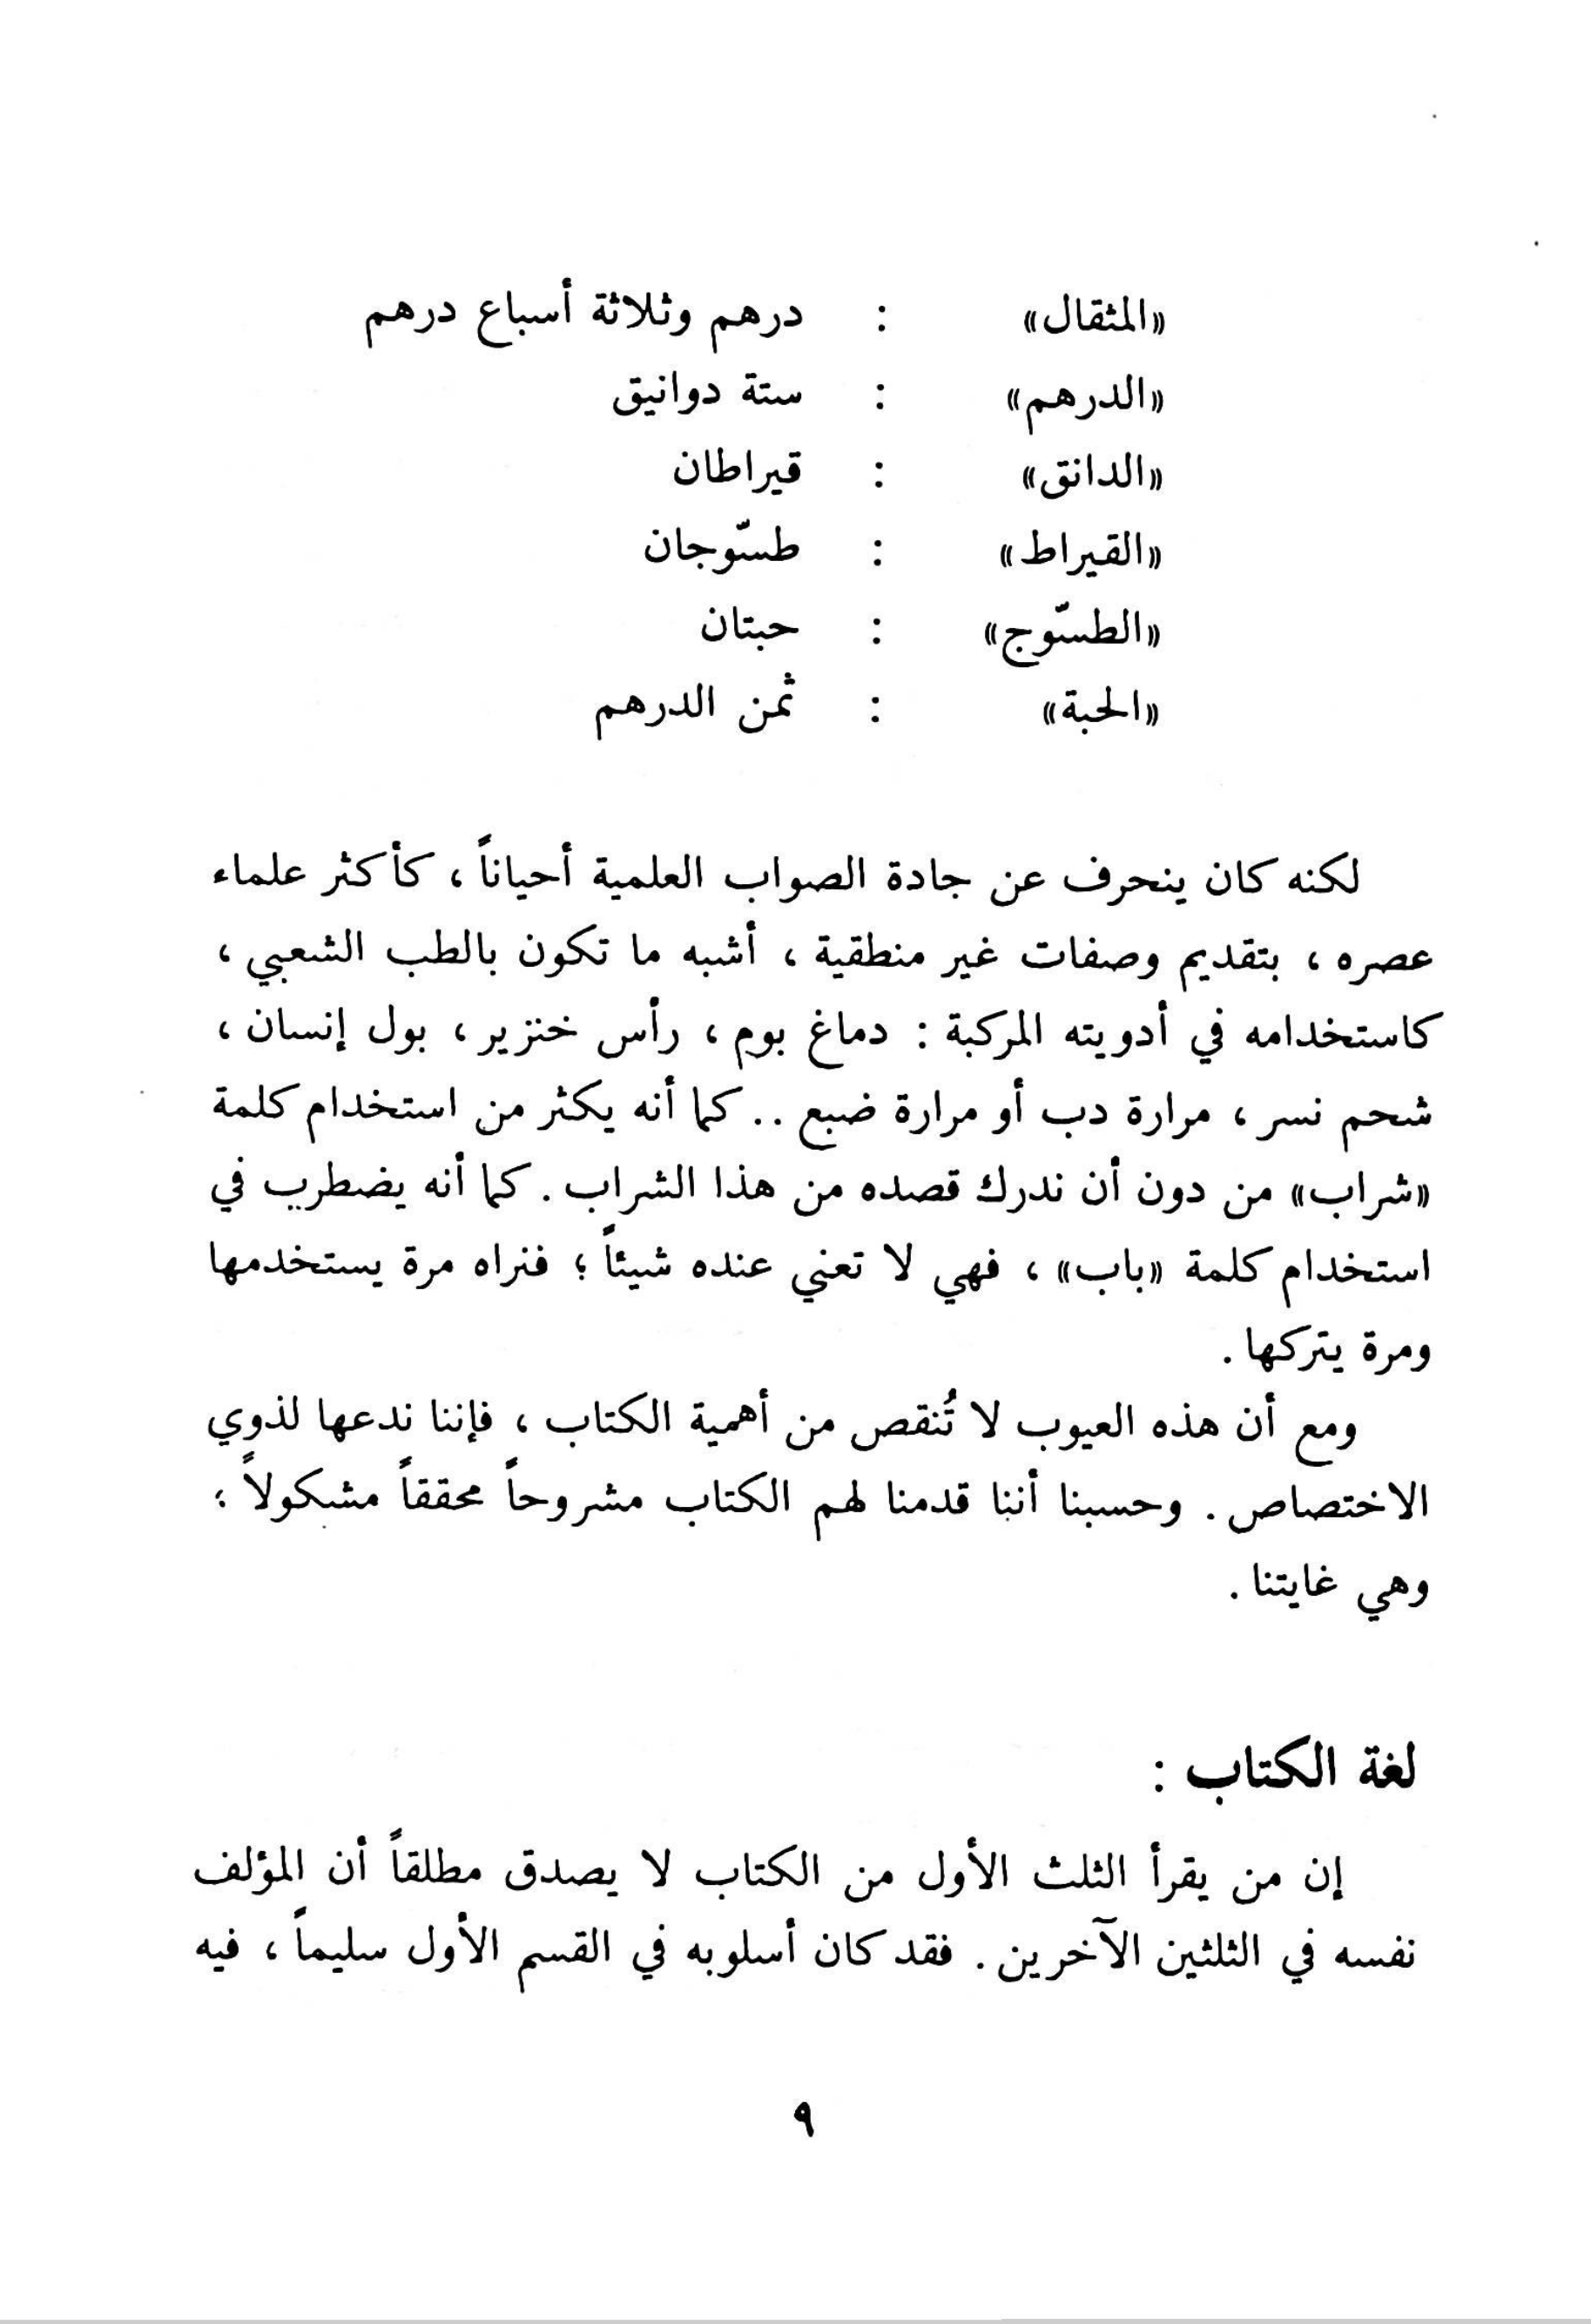 «المثقال» : درهم وثلاثة أسباع درهم
«الدرهم» : ستة دوانيق
«الدانق» : قيراطان
«القيراط» : طسّوجان
«الطسّوج» : حبتان
«الحبة» : ثمن الدرهم
لكنه كان ينحرف عن جادة الصواب العلمية أحياناً ، كأكثر علماء
عصره ، بتقديم وصفات غير منطقية ، أشبه ما تكون بالطب الشعبي ،
كاستخدامه في أدويته المركبة : دماغ بوم ، رأس خنزير ، بول إنسان ،
شحم نسر ، مرارة دب أو مرارة ضبع .. كما أنه يكثر من استخدام كلمة
«شراب» من دون أن ندرك قصده من هذا الشراب . كما أنه يضطرب في
استخدام كلمة «باب» ، فهي لا تعني عنده شيئاً ؛ فنراه مرة يستخدمها
ومرة يتركها .
ومع أن هذه العيوب لا تُنقص من أهمية الكتاب ، فإننا ندعها لذوي
الاختصاص . وحسبنا أننا قدمنا لهم الكتاب مشروحاً محققاً مشكولاً ؛
وهي غايتنا .
لغة الكتاب :
إن من يقرأ الثلث الأول من الكتاب لا يصدق مطلقاً أن المؤلف
نفسه في الثلثين الآخرين . فقد كان أسلوبه في القسم الأول سليماً ، فيه
٩